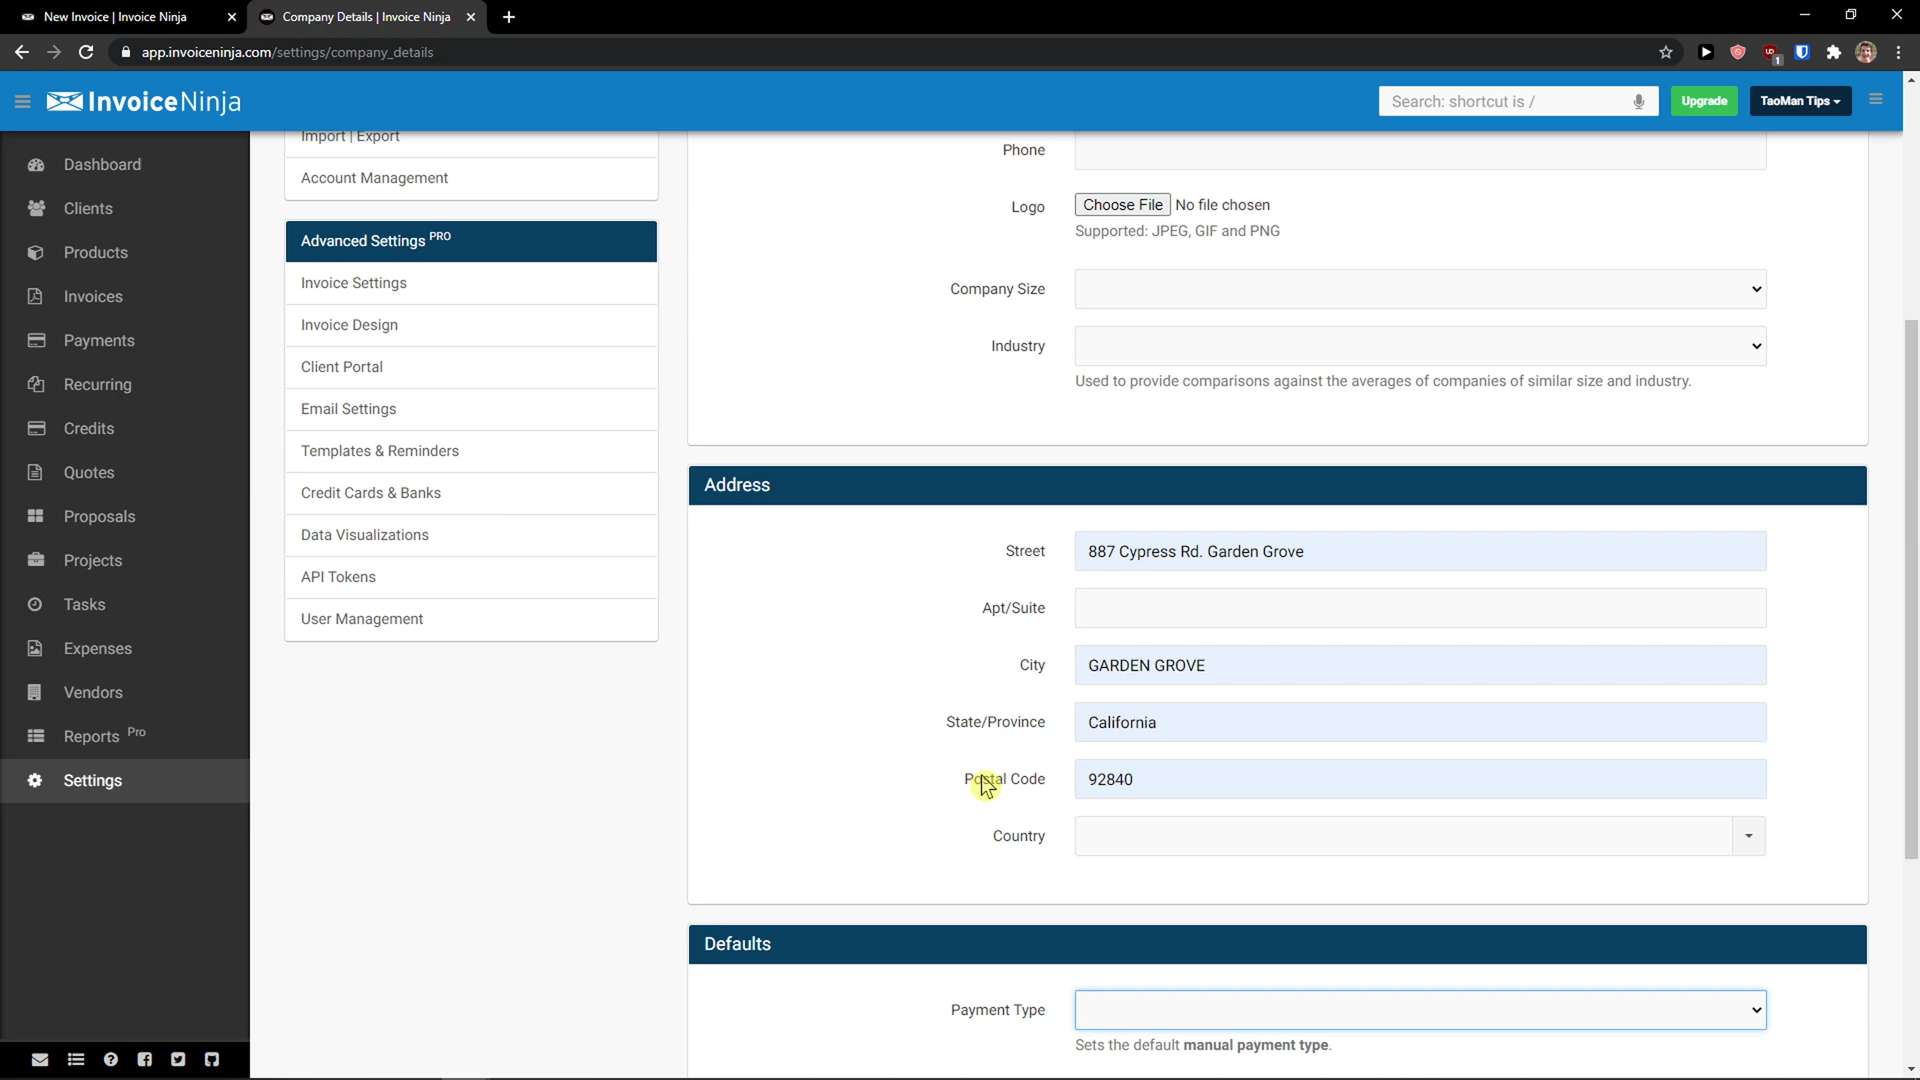 New Invoice | Invoice Ninja
Company Details | Invoice Ninja
app.invoiceninja.com/settings/company_details
InvoiceNinja
Search: shortcut is /
Upgrade
TaoMan Tips
Dashboard
Clients
Products
Invoices
Payments
Recurring
Credits
Quotes
Proposals
Projects
Tasks
Expenses
Vendors
Reports Pro
Settings
Import | Export
Account Management
Advanced Settings PRO
Invoice Settings
Invoice Design
Client Portal
Email Settings
Templates & Reminders
Credit Cards & Banks
Data Visualizations
API Tokens
User Management
Phone
Logo Choose File No file chosen
Supported: JPEG, GIF and PNG
Company Size
Industry
Used to provide comparisons against the averages of companies of similar size and industry.
Address
Street 887 Cypress Rd. Garden Grove
Apt/Suite
City GARDEN GROVE
State/Province California
Postal Code 92840
Country
Defaults
Payment Type
Sets the default manual payment type.